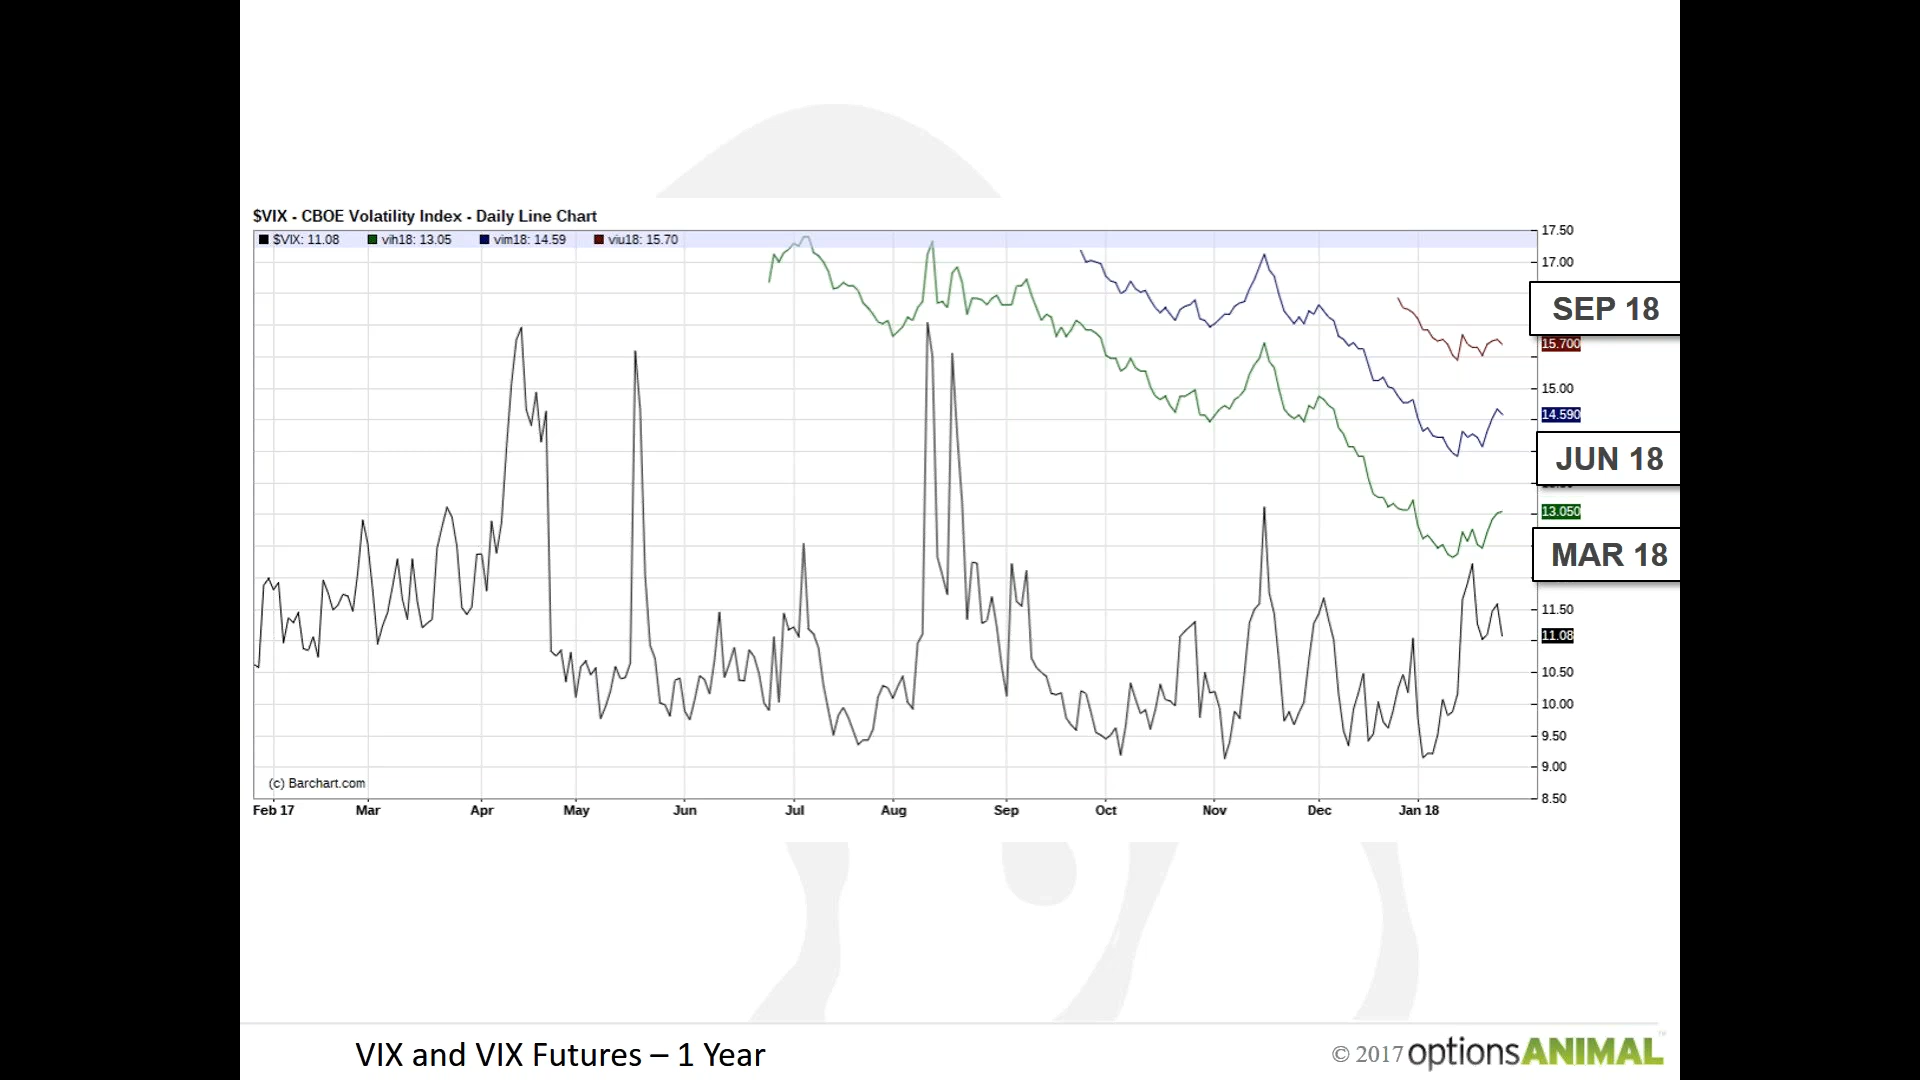 $VIX - CBOE Volatility Index - Daily Line Chart
$VIX: 11.08 vih18: 13.05 vim18: 14.59 viu18: 15.70
17.50
17.00
SEP 18
15.700
15.00
14.590
JUN 18
13.050
MAR 18
11.50
11.08
10.50
10.00
9.50
9.00
8.50
(c) Barchart.com
Feb 17 Mar Apr May Jun Jul Aug Sep Oct Nov Dec Jan 18
VIX and VIX Futures – 1 Year
© 2017 optionsANIMAL™